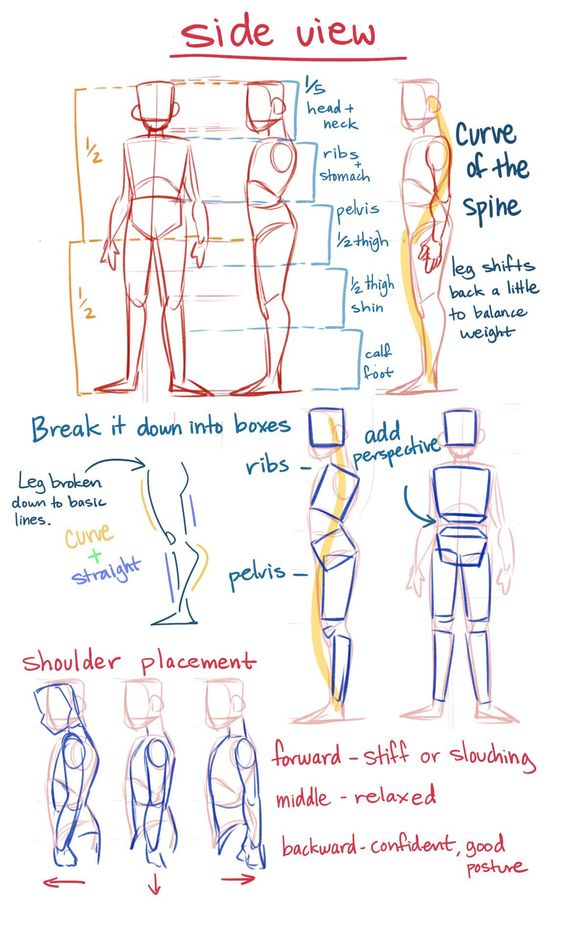 side view
1/5
head +
neck
ribs
+
stomach
pelvis
1/2 thigh
1/2 thigh
shin
calf
foot
1/2
1/2
Curve
of the
spine
leg shifts
back a little
to balance
weight
Break it down into boxes
Leg broken
down to basic
lines.
curve
+
straight
ribs –
pelvis –
add
perspective
shoulder placement
forward – stiff or slouching
middle – relaxed
backward – confident, good
posture